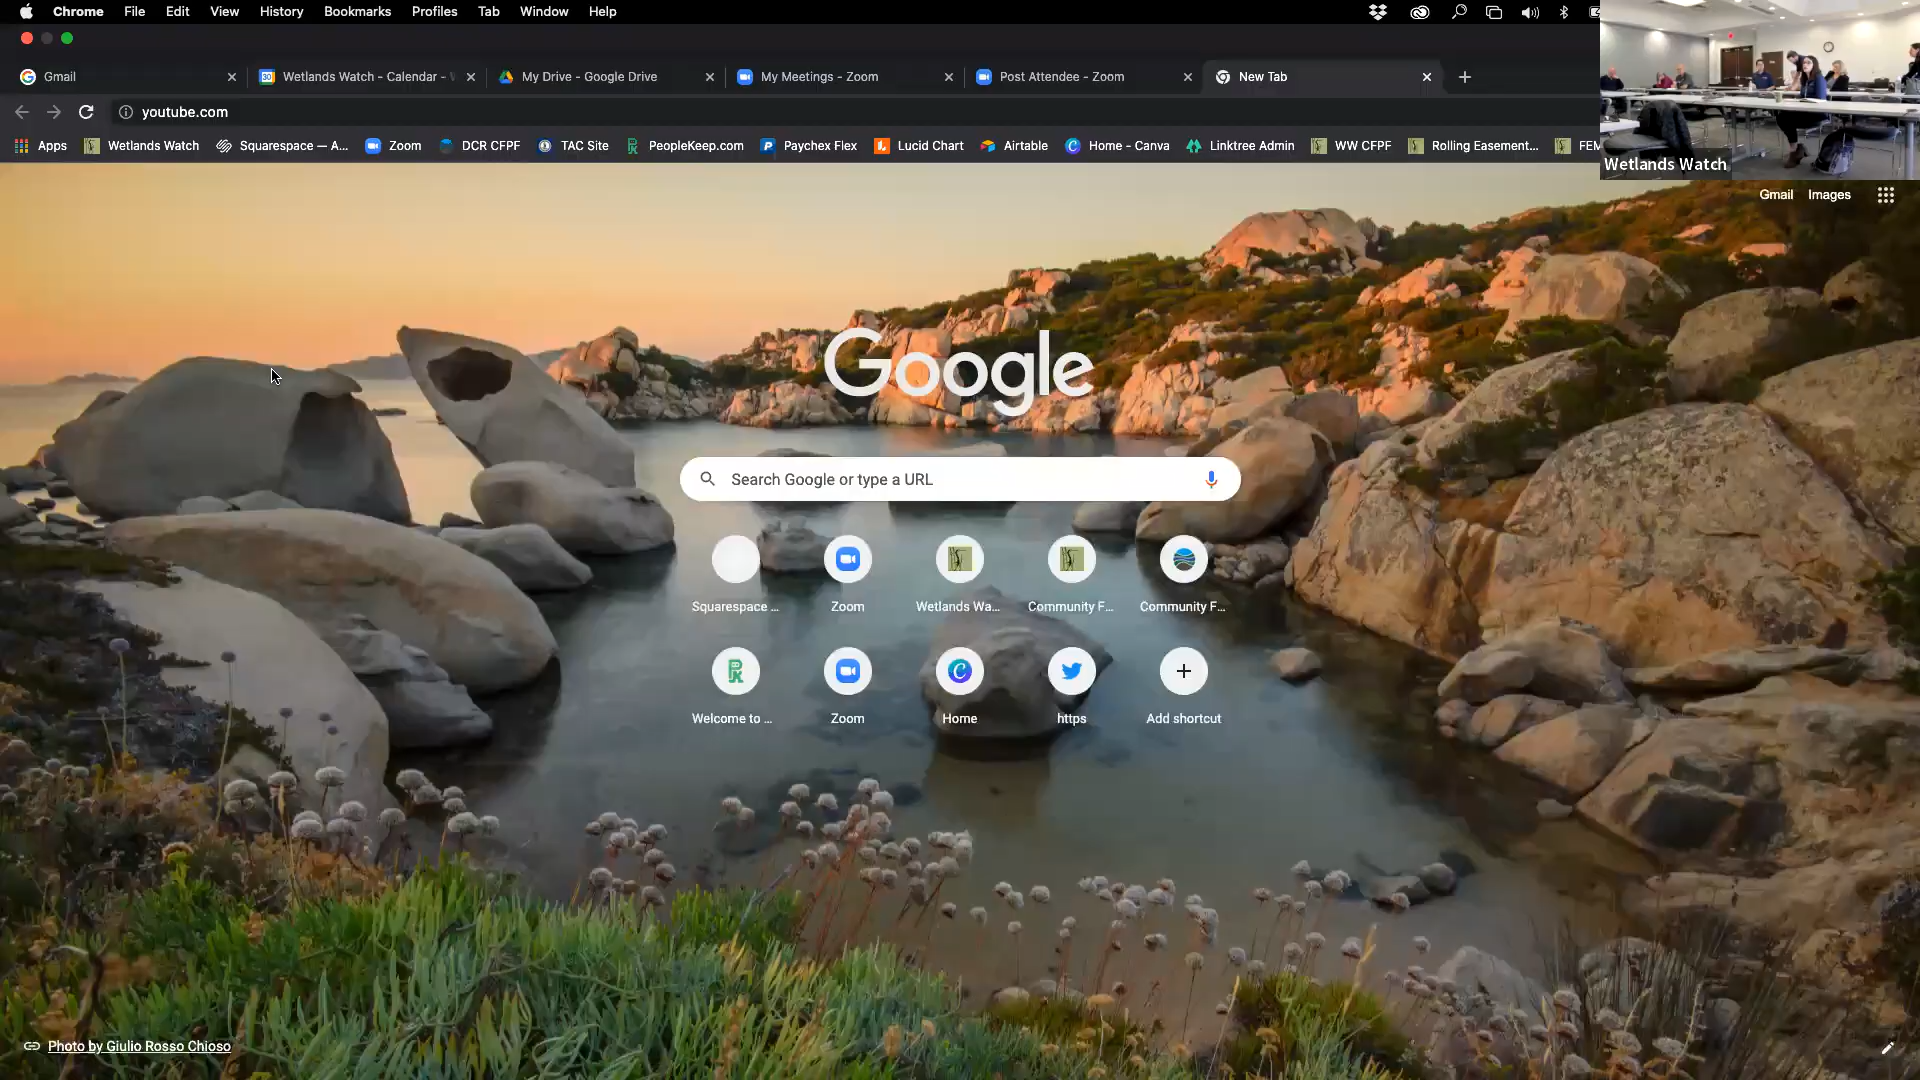 Chrome File Edit View History Bookmarks Profiles Tab Window Help
Gmail
Wetlands Watch - Calendar -
My Drive - Google Drive
My Meetings - Zoom
Post Attendee - Zoom
New Tab
youtube.com
Apps
Wetlands Watch
Squarespace — A...
Zoom
DCR CFPF
TAC Site
PeopleKeep.com
Paychex Flex
Lucid Chart
Airtable
Home - Canva
Linktree Admin
WW CFPF
Rolling Easement...
FEM
Wetlands Watch
Gmail Images
Google
Search Google or type a URL
Squarespace ...
Zoom
Wetlands Wa...
Community F...
Community F...
Welcome to ...
Zoom
Home
https
Add shortcut
Photo by Giulio Rosso Chioso